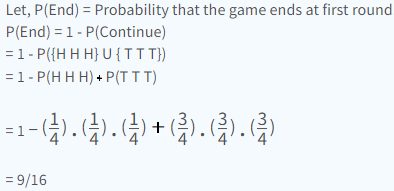 Let, P(End) = Probability that the game ends at first round
P(End) = 1 - P(Continue)
= 1 - P({H H H} U { T T T})
= 1 - P(H H H) + P(T T T)
= 1 - (1/4) . (1/4) . (1/4) + (3/4) . (3/4) . (3/4)
= 9/16